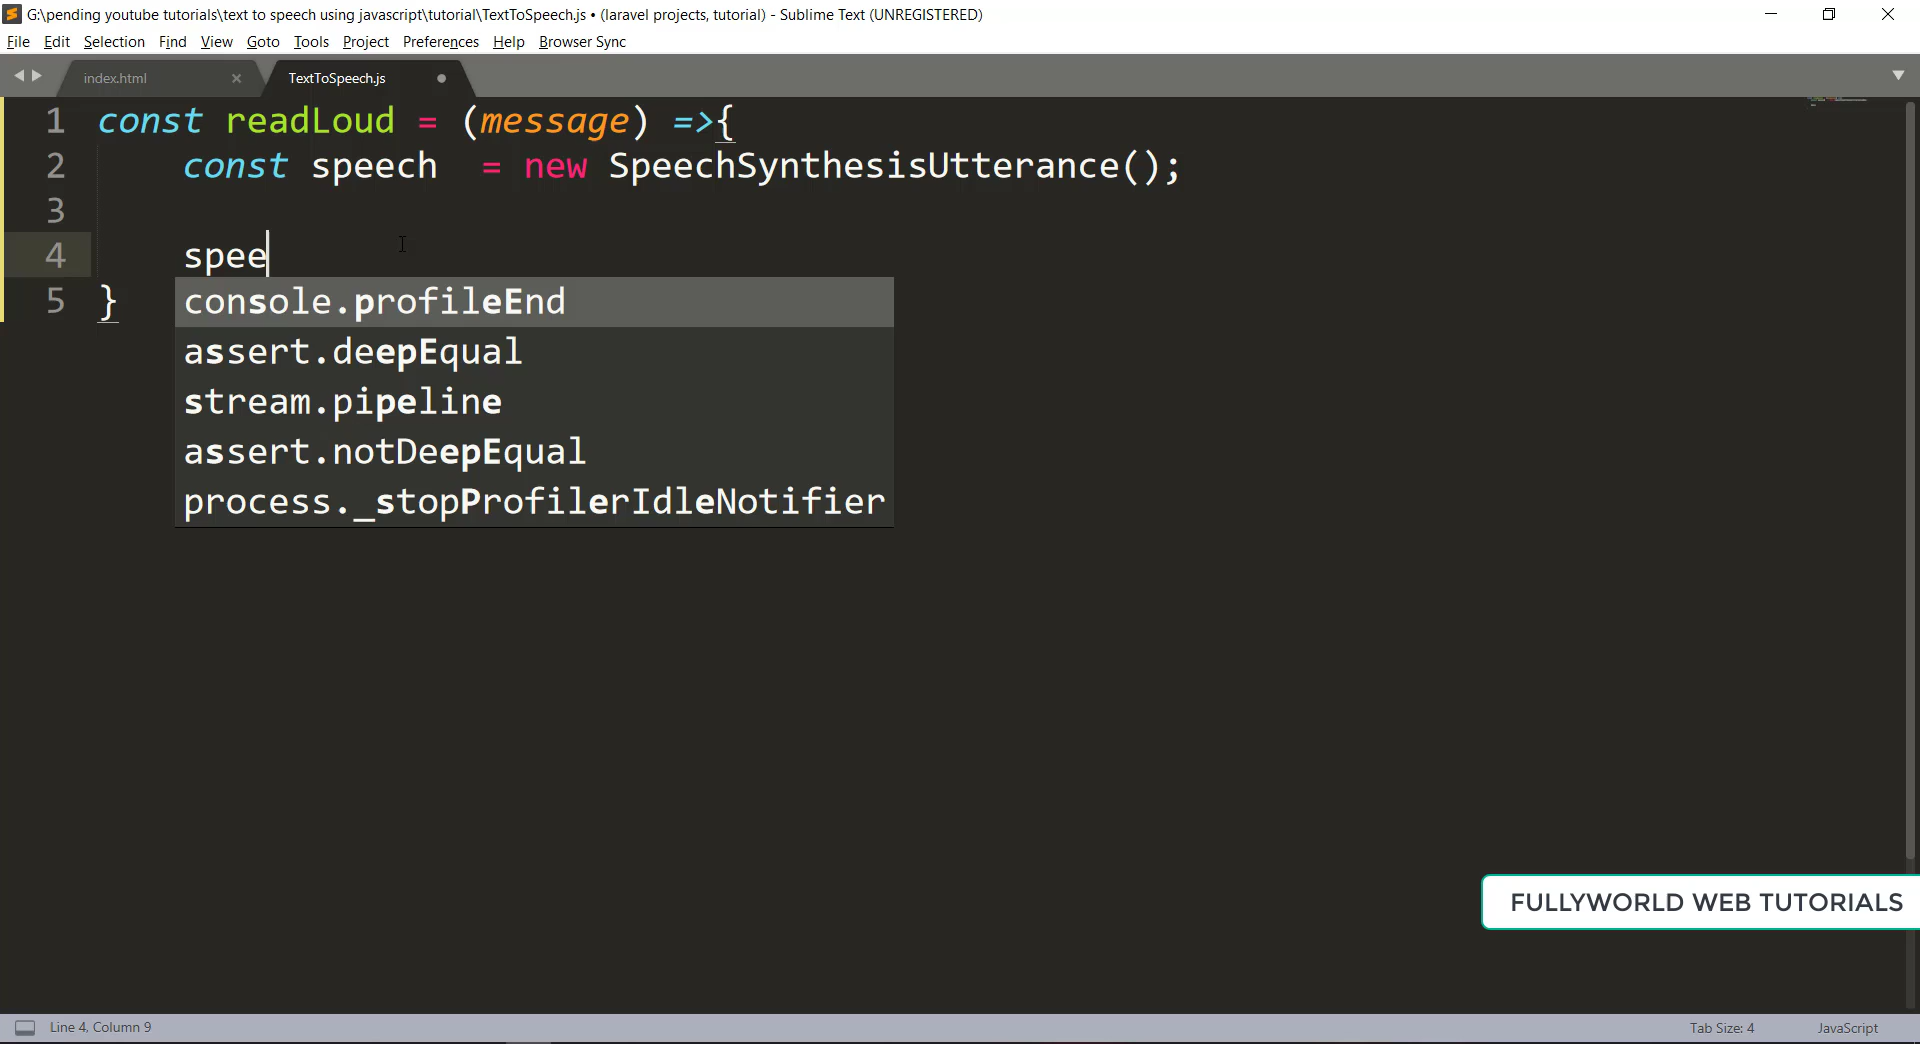 G:\pending youtube tutorials\text to speech using javascript\tutorial\TextToSpeech.js • (laravel projects, tutorial) - Sublime Text (UNREGISTERED)
File Edit Selection Find View Goto Tools Project Preferences Help Browser Sync
index.html TextToSpeech.js
1 const readLoud = (message) =>{
2 const speech  = new SpeechSynthesisUtterance();
3
4 spee
5 }
console.profileEnd
assert.deepEqual
stream.pipeline
assert.notDeepEqual
process._stopProfilerIdleNotifier
FULLYWORLD WEB TUTORIALS
Line 4, Column 9 Tab Size: 4 JavaScript